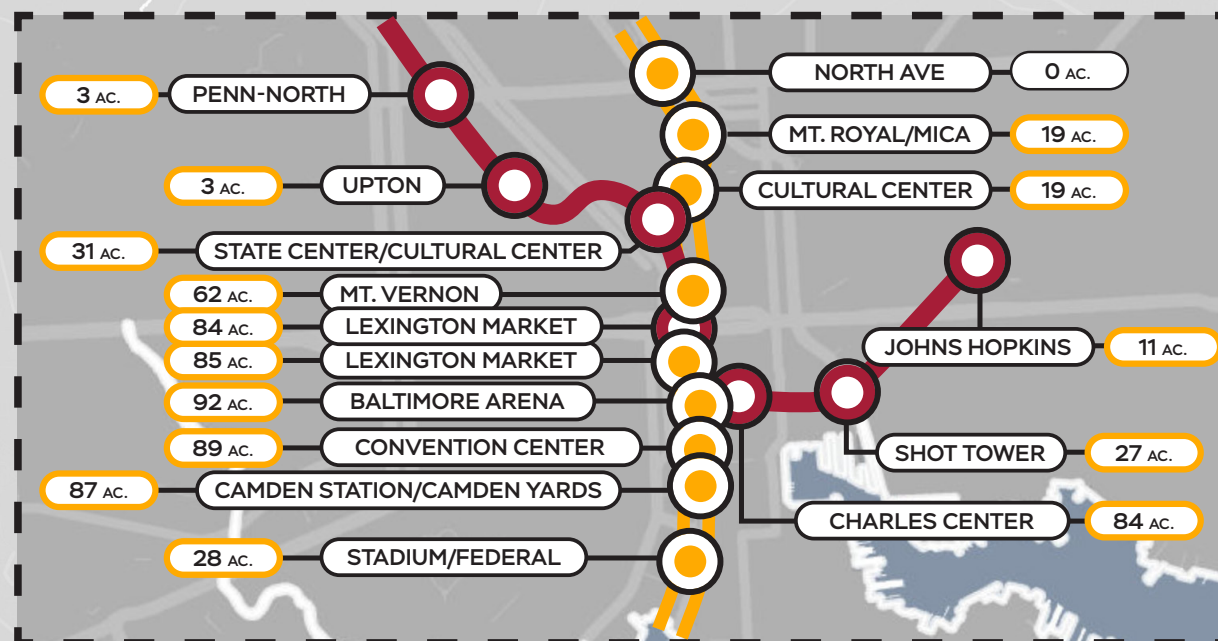 3 AC. PENN-NORTH
3 AC. UPTON
31 AC. STATE CENTER/CULTURAL CENTER
62 AC. MT. VERNON
84 AC. LEXINGTON MARKET
85 AC. LEXINGTON MARKET
92 AC. BALTIMORE ARENA
89 AC. CONVENTION CENTER
87 AC. CAMDEN STATION/CAMDEN YARDS
28 AC. STADIUM/FEDERAL
NORTH AVE 0 AC.
MT. ROYAL/MICA 19 AC.
CULTURAL CENTER 19 AC.
JOHNS HOPKINS 11 AC.
SHOT TOWER 27 AC.
CHARLES CENTER 84 AC.